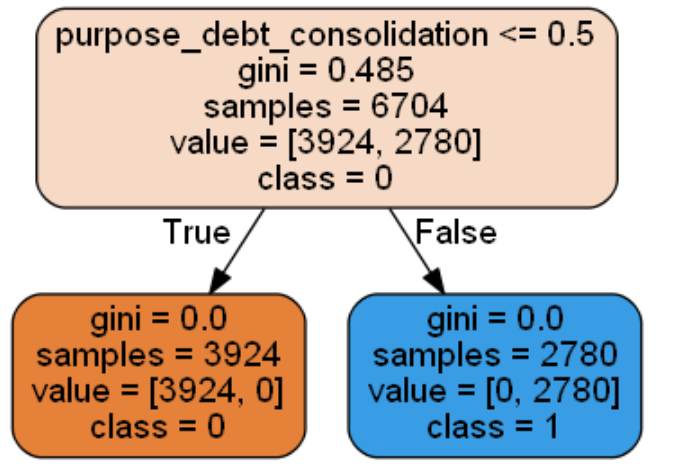 purpose_debt_consolidation <= 0.5
gini = 0.485
samples = 6704
value = [3924, 2780]
class = 0
True
False
gini = 0.0
samples = 3924
value = [3924, 0]
class = 0
gini = 0.0
samples = 2780
value = [0, 2780]
class = 1